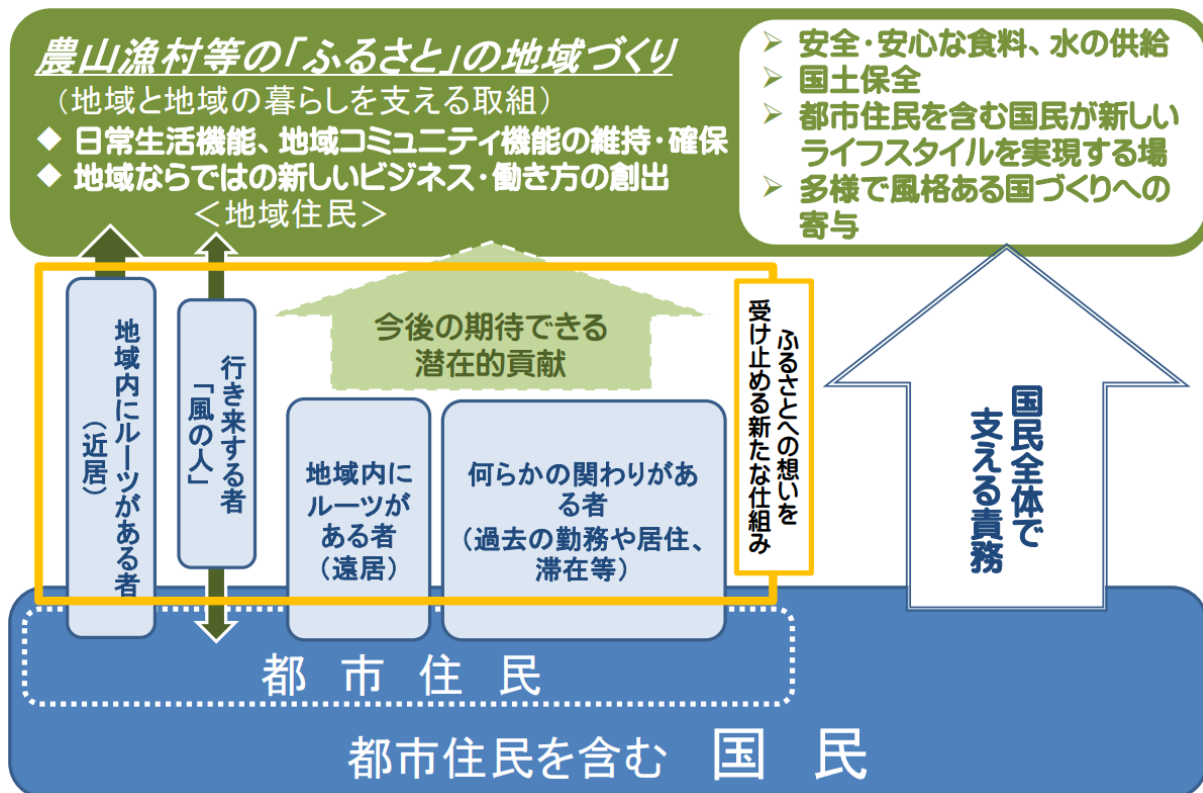 農山漁村等の「ふるさと」の地域づくり
（地域と地域の暮らしを支える取組）
◆ 日常生活機能、地域コミュニティ機能の維持・確保
◆ 地域ならではの新しいビジネス・働き方の創出
＜地域住民＞
➢ 安全・安心な食料、水の供給
➢ 国土保全
➢ 都市住民を含む国民が新しい
ライフスタイルを実現する場
➢ 多様で風格ある国づくりへの
寄与
地域内にルーツがある者
（近居）
行き来する者
「風の人」
今後の期待できる
潜在的貢献
地域内に
ルーツが
ある者
（遠居）
何らかの関わりがあ
る者
（過去の勤務や居住、
滞在等）
ふるさとへの想いを
受け止める新たな仕組み
国民全体で
支える責務
都市住民
都市住民を含む 国民